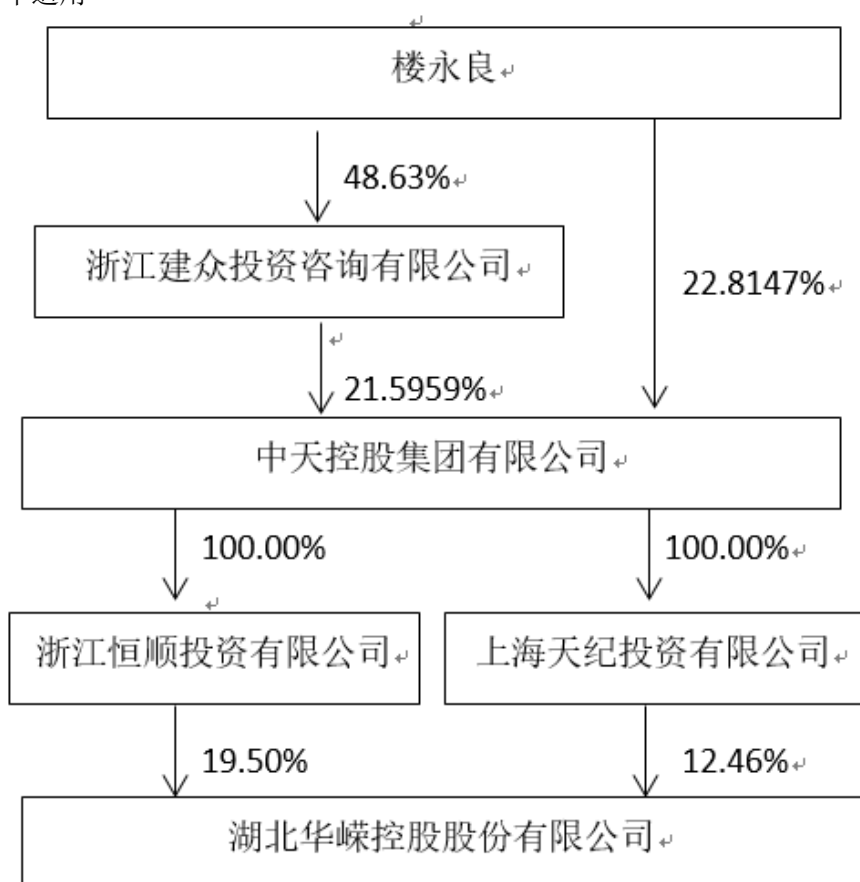 楼永良
48.63%
浙江建众投资咨询有限公司
22.8147%
21.5959%
中天控股集团有限公司
100.00%
100.00%
浙江恒顺投资有限公司
上海天纪投资有限公司
19.50%
12.46%
湖北华嵘控股股份有限公司